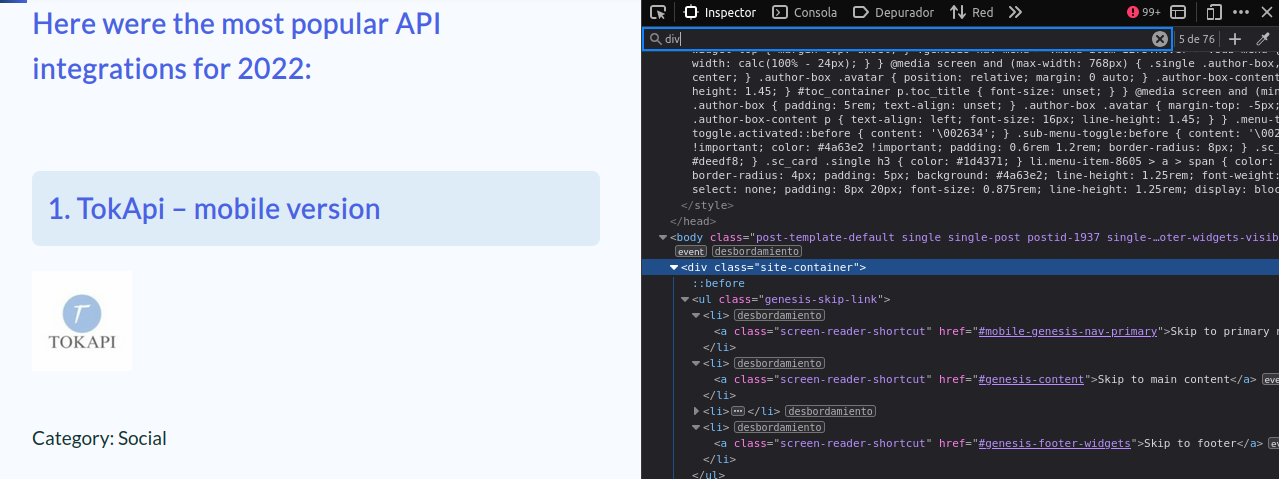 Here were the most popular API
integrations for 2022:
1. TokApi – mobile version
T
TOKAPI
Category: Social
Inspector Consola Depurador Red 99+
div 5 de 76
width: calc(100% - 24px); } } @media screen and (max-width: 768px) { .single .author-box,
center; } .author-box .avatar { position: relative; margin: 0 auto; } .author-box-content
height: 1.45; } #toc_container p.toc_title { font-size: unset; } } @media screen and (min
.author-box { padding: 5rem; text-align: unset; } .author-box .avatar { margin-top: -5px;
.author-box-content p { text-align: left; font-size: 16px; line-height: 1.45; } } .menu-t
toggle.activated::before { content: '\002634'; } .sub-menu-toggle:before { content: '\002
!important; color: #4a63e2 !important; padding: 0.6rem 1.2rem; border-radius: 8px; } .sc_
#deedf8; } .sc_card .single h3 { color: #1d4371; } li.menu-item-8605 > a > span { color:
border-radius: 4px; padding: 5px; background: #4a63e2; line-height: 1.25rem; font-weight:
select: none; padding: 8px 20px; font-size: 0.875rem; line-height: 1.25rem; display: bloc
</style>
</head>
<body class="post-template-default single single-post postid-1937 single-…oter-widgets-visib
event desbordamiento
<div class="site-container">
::before
<ul class="genesis-skip-link">
<li> desbordamiento
<a class="screen-reader-shortcut" href="#mobile-genesis-nav-primary">Skip to primary
</li>
<li> desbordamiento
<a class="screen-reader-shortcut" href="#genesis-content">Skip to main content</a> eve
</li>
<li> ⋯ </li> desbordamiento
<li> desbordamiento
<a class="screen-reader-shortcut" href="#genesis-footer-widgets">Skip to footer</a> ev
</li>
</ul>